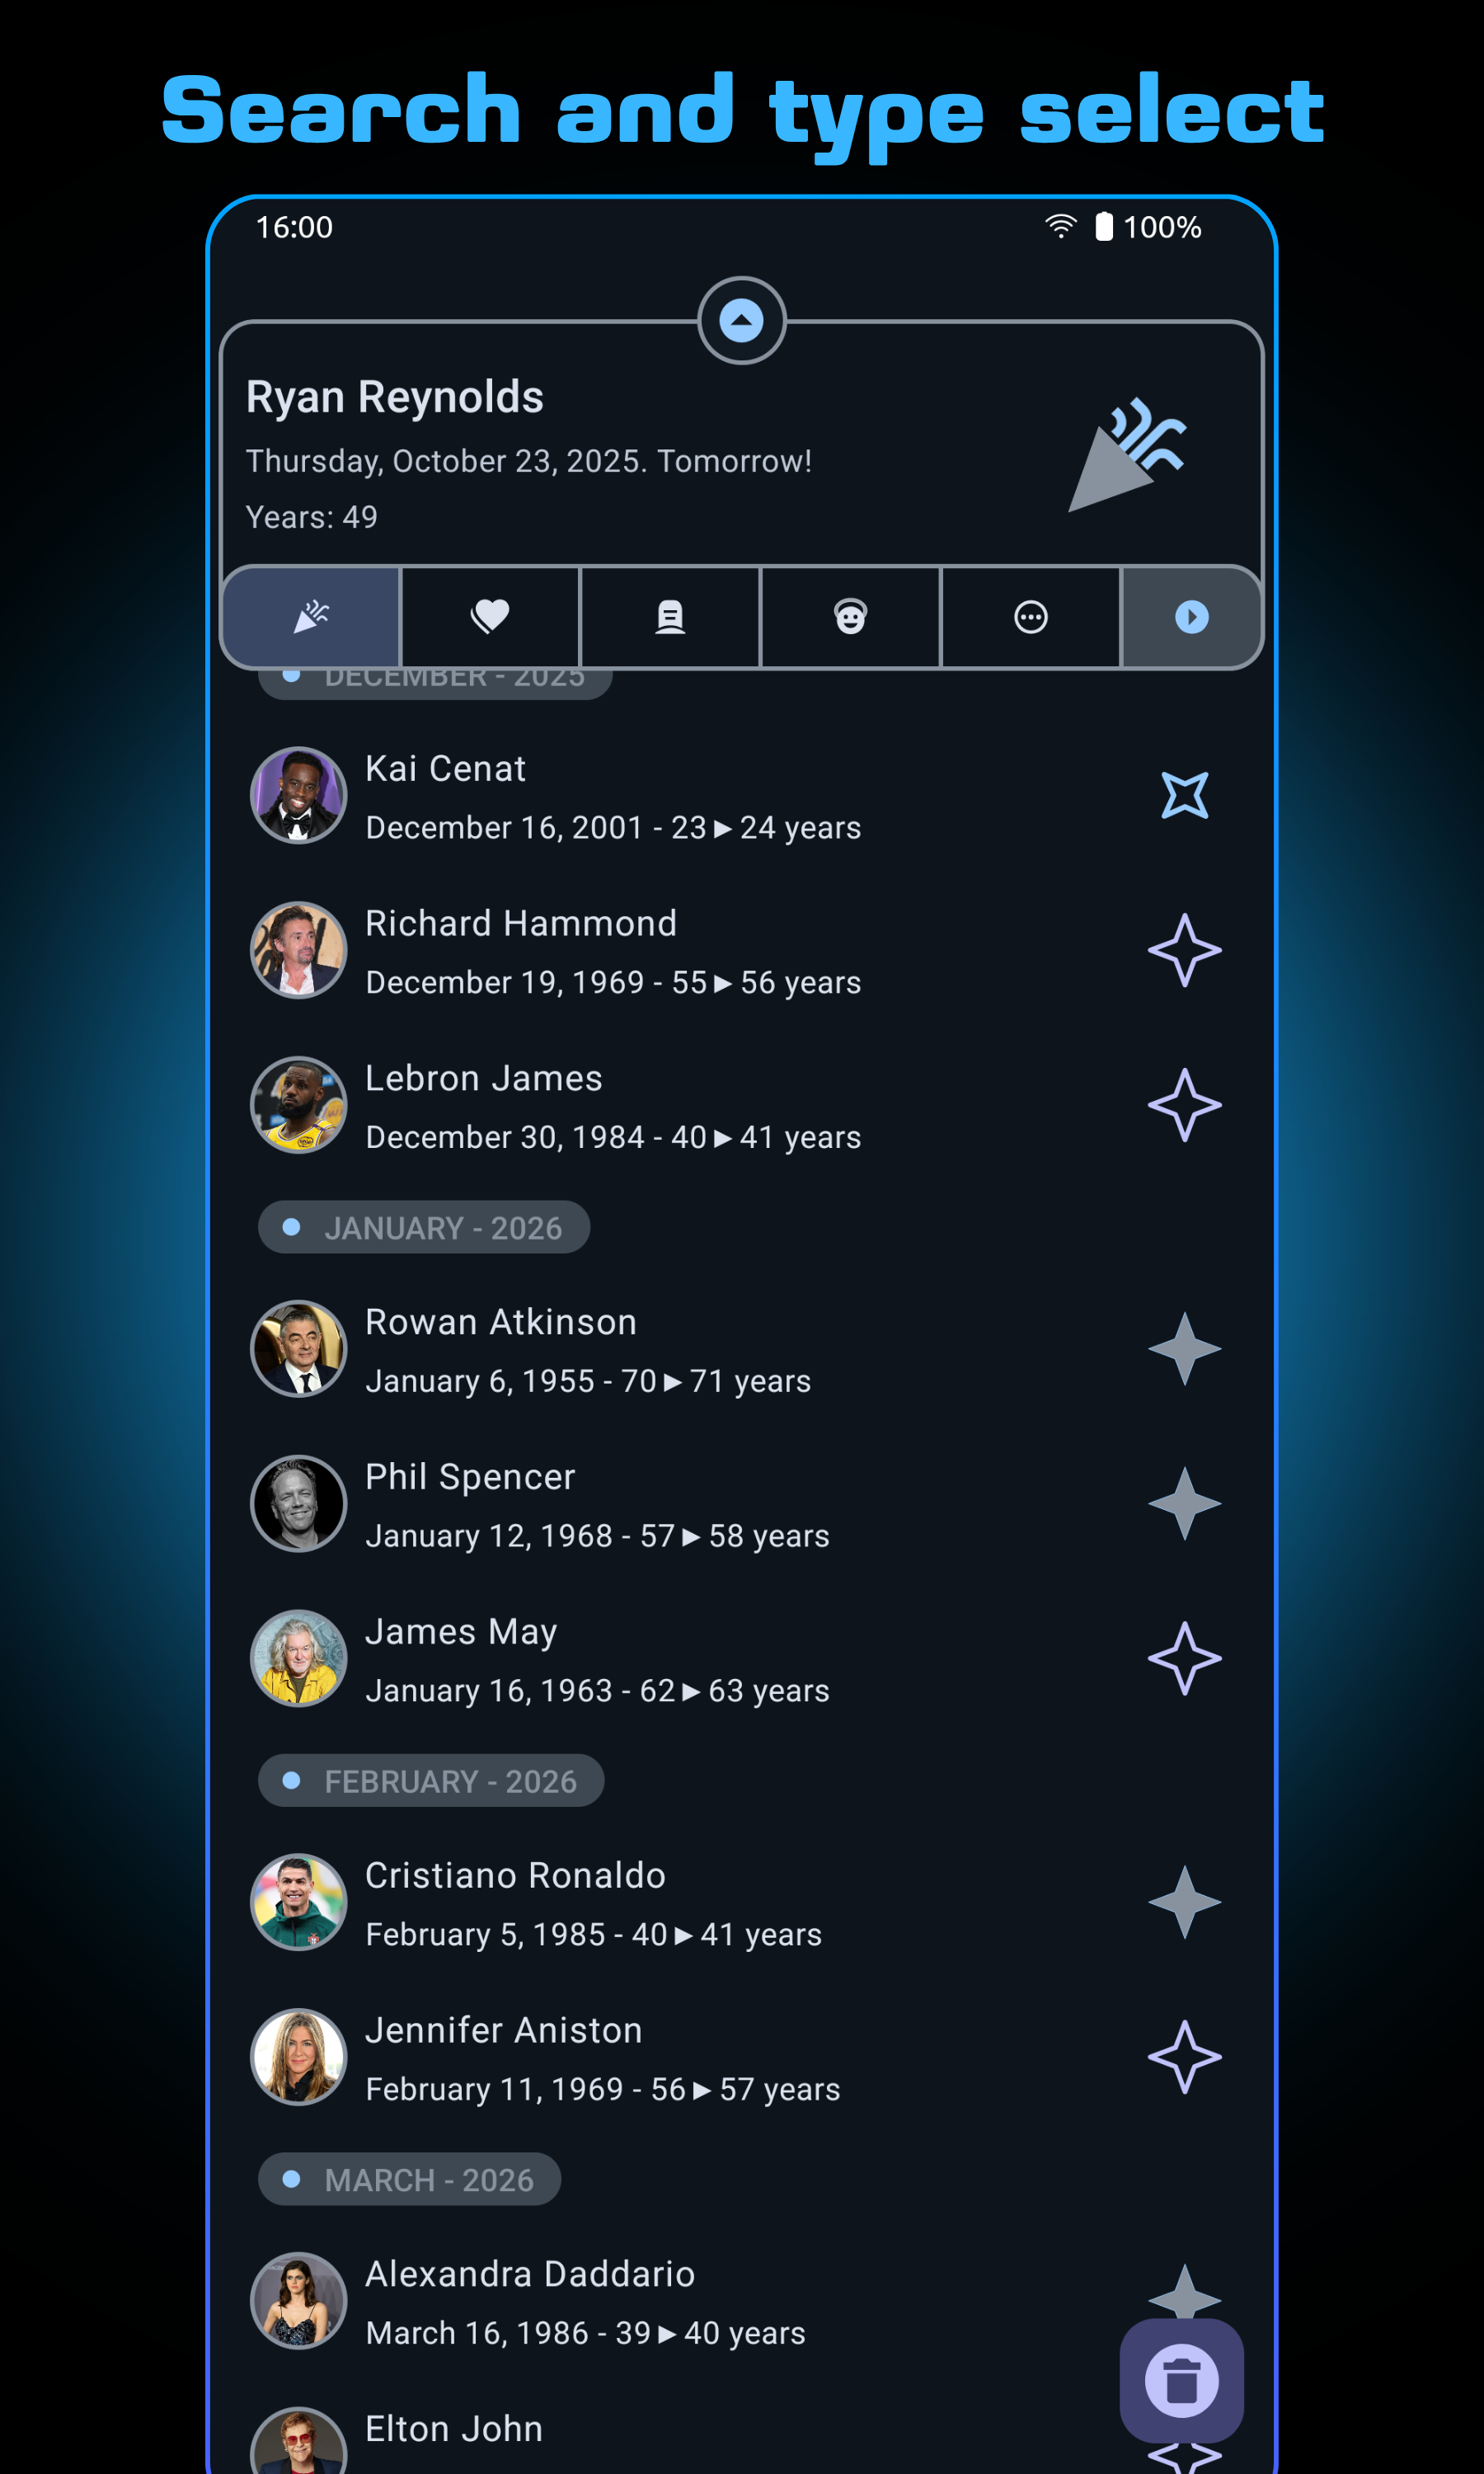 Search and type select
16:00
100%
Ryan Reynolds
Thursday, October 23, 2025. Tomorrow!
Years: 49
DECEMBER - 2025
Kai Cenat
December 16, 2001 - 23►24 years
Richard Hammond
December 19, 1969 - 55►56 years
Lebron James
December 30, 1984 - 40►41 years
JANUARY - 2026
Rowan Atkinson
January 6, 1955 - 70►71 years
Phil Spencer
January 12, 1968 - 57►58 years
James May
January 16, 1963 - 62►63 years
FEBRUARY - 2026
Cristiano Ronaldo
February 5, 1985 - 40►41 years
Jennifer Aniston
February 11, 1969 - 56►57 years
MARCH - 2026
Alexandra Daddario
March 16, 1986 - 39►40 years
Elton John